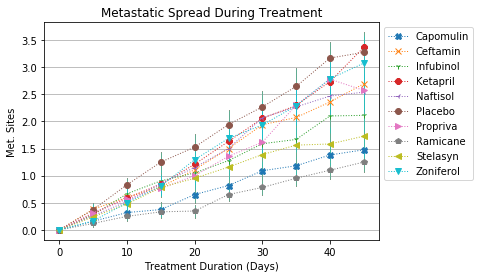 Metastatic Spread During Treatment
Met. Sites
3.5
3.0
2.5
2.0
1.5
1.0
0.5
0.0
0
10
20
30
40
Treatment Duration (Days)
Capomulin
Ceftamin
Infubinol
Ketapril
Naftisol
Placebo
Propriva
Ramicane
Stelasyn
Zoniferol